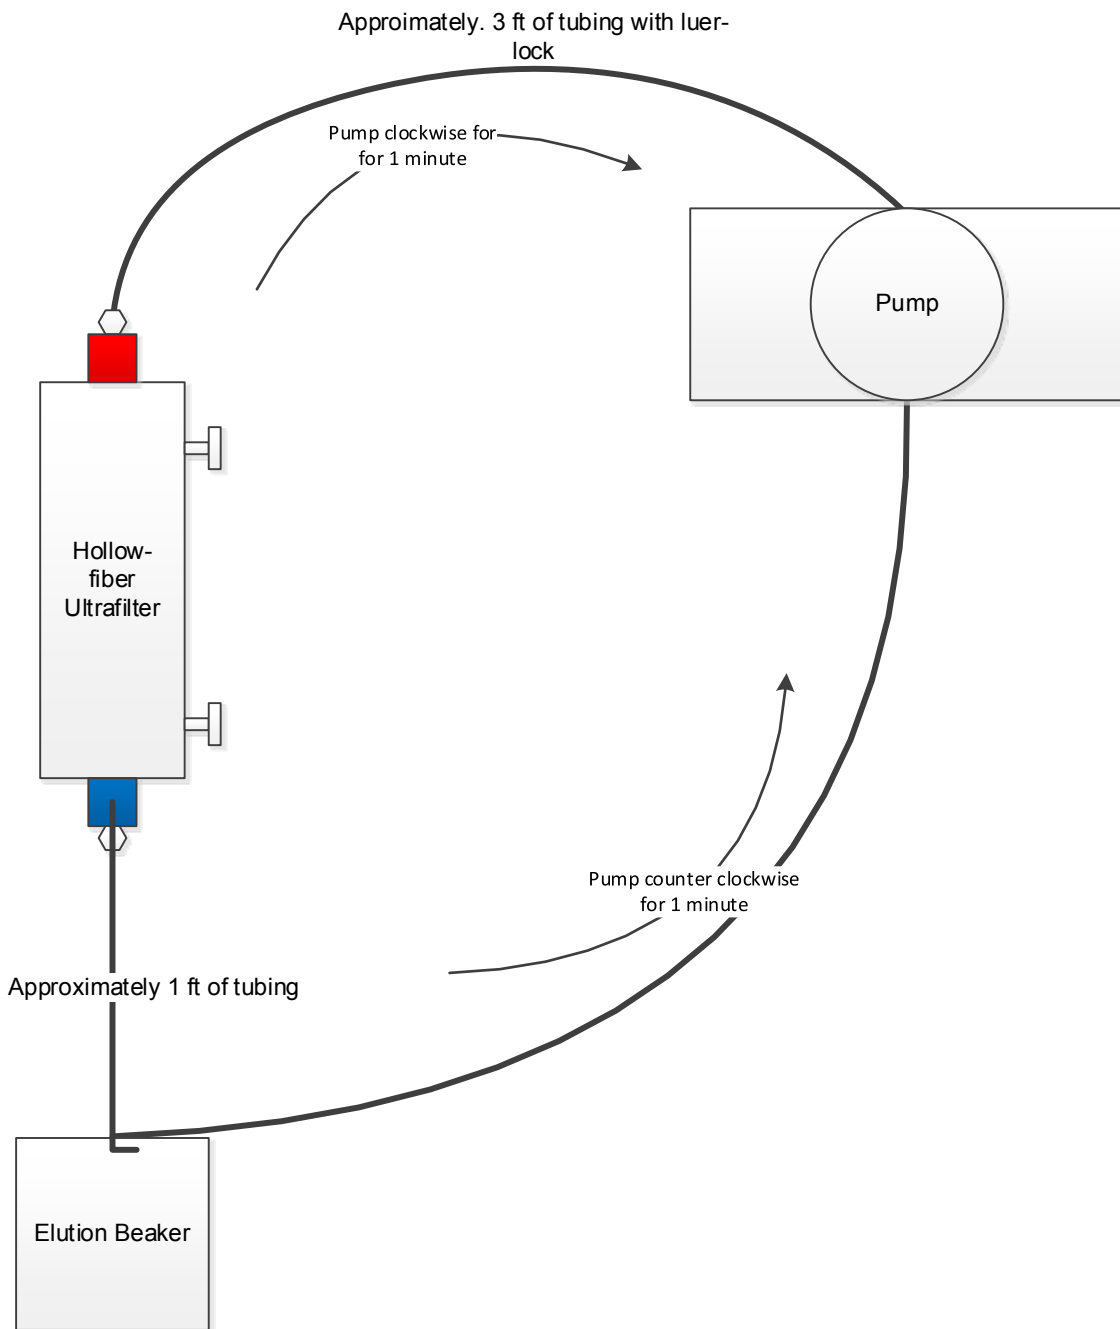 Approimately. 3 ft of tubing with luer-
lock
Pump clockwise for
for 1 minute
Pump
Hollow-
fiber
Ultrafilter
Pump counter clockwise
for 1 minute
Approximately 1 ft of tubing
Elution Beaker